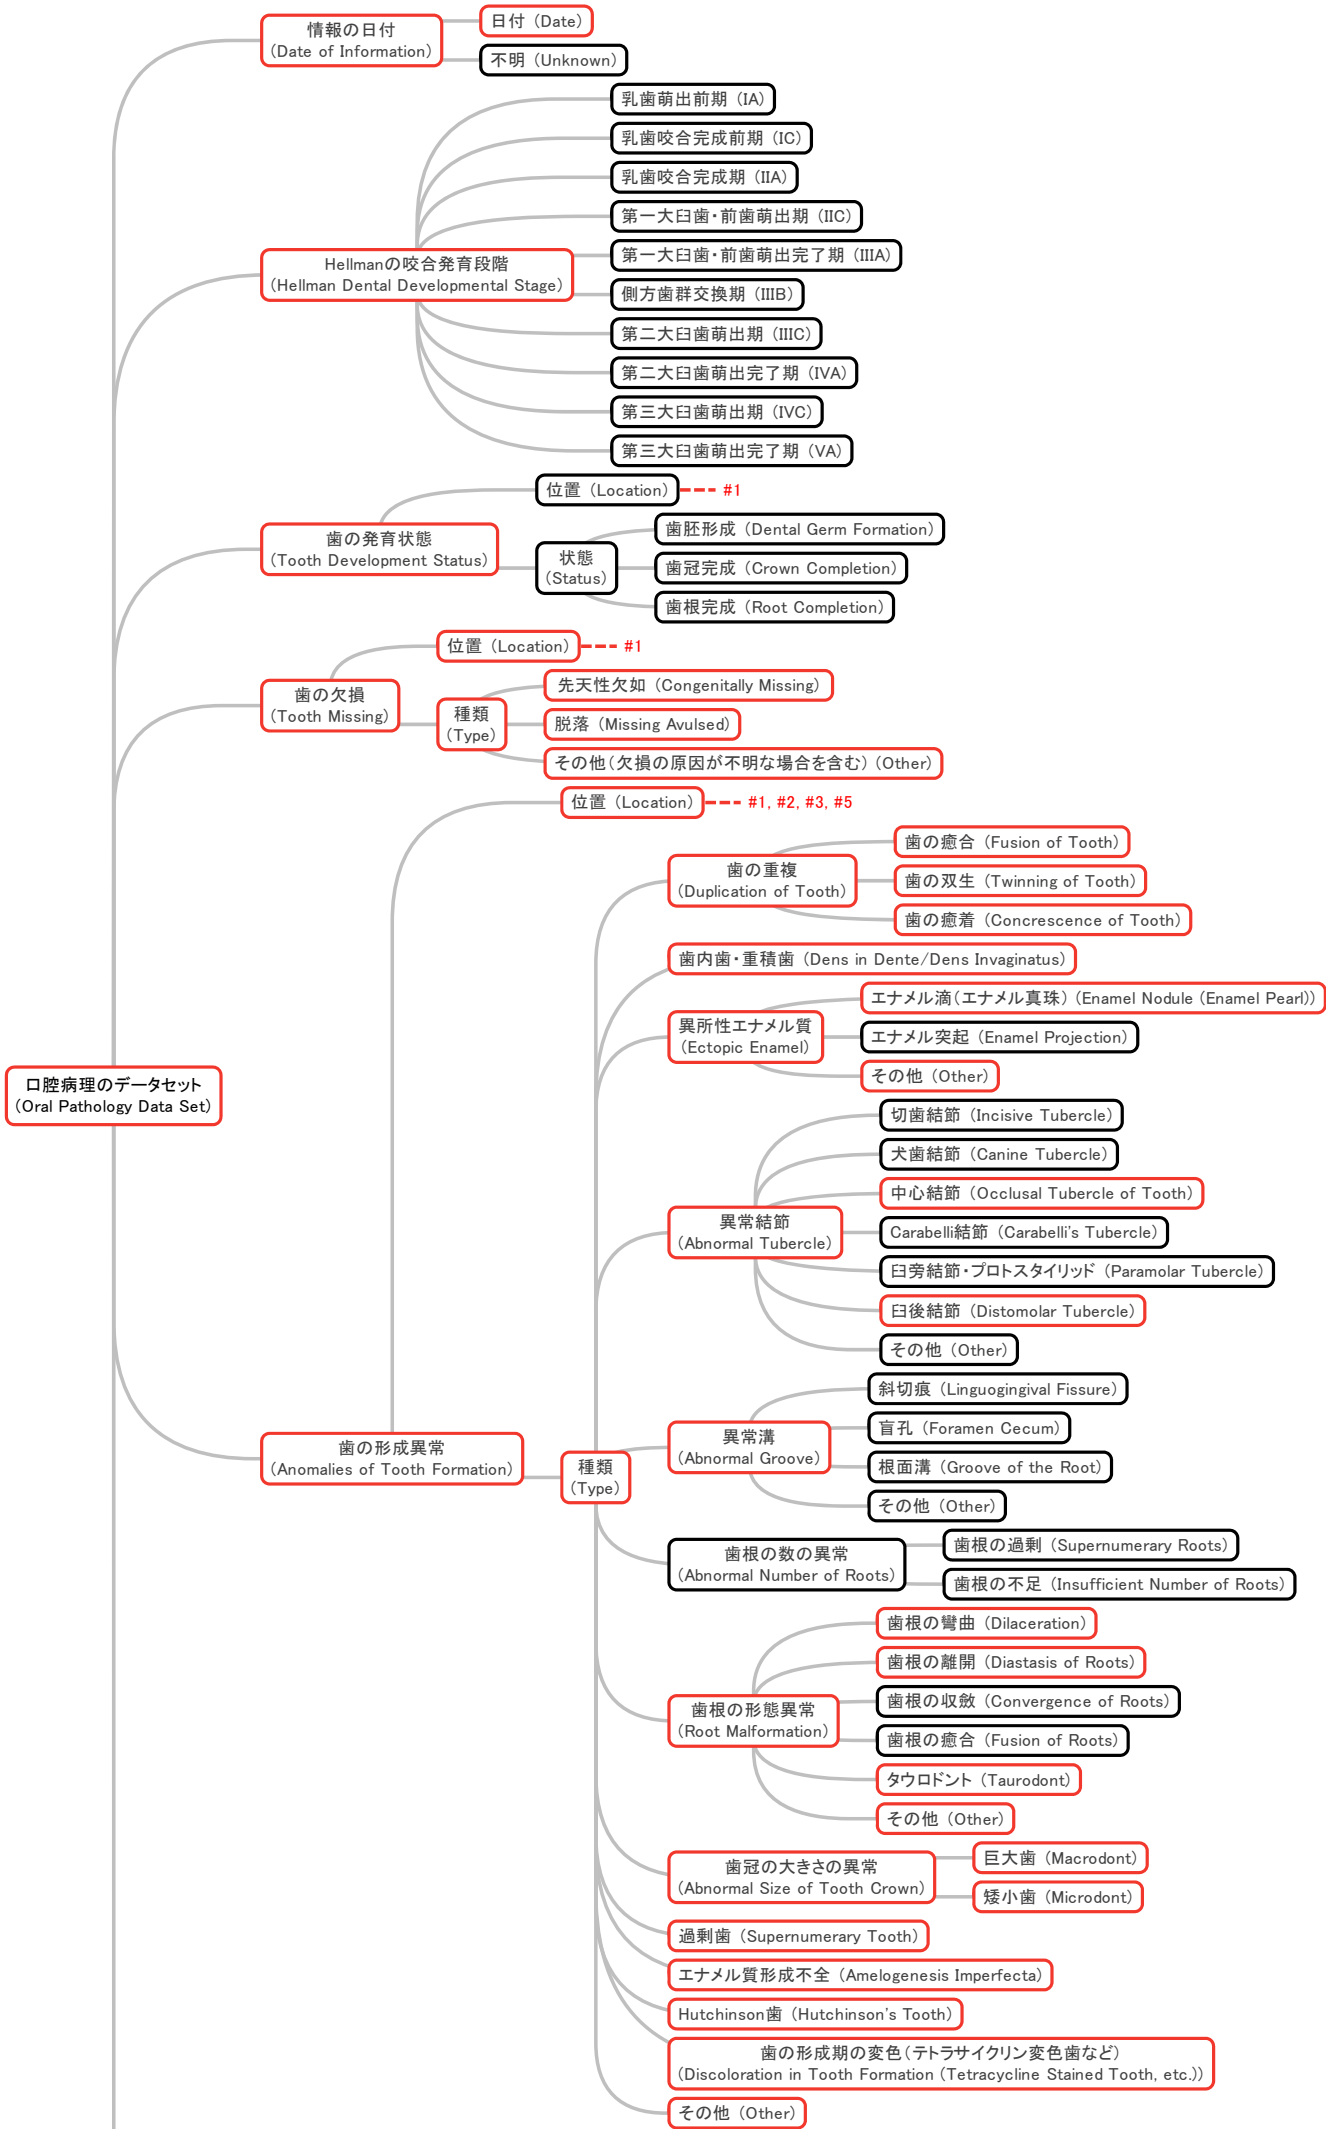 情報の日付
(Date of Information)
日付 (Date)
不明 (Unknown)
乳歯萌出前期 (IA)
乳歯咬合完成前期 (IC)
乳歯咬合完成期 (IIA)
第一大臼歯・前歯萌出期 (IIC)
Hellmanの咬合発育段階
(Hellman Dental Developmental Stage)
第一大臼歯・前歯萌出完了期 (IIIA)
側方歯群交換期 (IIIB)
第二大臼歯萌出期 (IIIC)
第二大臼歯萌出完了期 (IVA)
第三大臼歯萌出期 (IVC)
第三大臼歯萌出完了期 (VA)
位置 (Location) #1
歯の発育状態
(Tooth Development Status)
状態
(Status)
歯胚形成 (Dental Germ Formation)
歯冠完成 (Crown Completion)
歯根完成 (Root Completion)
位置 (Location) #1
歯の欠損
(Tooth Missing)
種類
(Type)
先天性欠如 (Congenitally Missing)
脱落 (Missing Avulsed)
その他(欠損の原因が不明な場合を含む) (Other)
位置 (Location) #1, #2, #3, #5
歯の重複
(Duplication of Tooth)
歯の癒合 (Fusion of Tooth)
歯の双生 (Twinning of Tooth)
歯の癒着 (Concrescence of Tooth)
歯内歯・重積歯 (Dens in Dente/Dens Invaginatus)
異所性エナメル質
(Ectopic Enamel)
エナメル滴(エナメル真珠) (Enamel Nodule (Enamel Pearl))
エナメル突起 (Enamel Projection)
その他 (Other)
口腔病理のデータセット
(Oral Pathology Data Set)
異常結節
(Abnormal Tubercle)
切歯結節 (Incisive Tubercle)
犬歯結節 (Canine Tubercle)
中心結節 (Occlusal Tubercle of Tooth)
Carabelli結節 (Carabelli's Tubercle)
臼旁結節・プロトスタイリッド (Paramolar Tubercle)
臼後結節 (Distomolar Tubercle)
その他 (Other)
歯の形成異常
(Anomalies of Tooth Formation)
種類
(Type)
異常溝
(Abnormal Groove)
斜切痕 (Linguogingival Fissure)
盲孔 (Foramen Cecum)
根面溝 (Groove of the Root)
その他 (Other)
歯根の数の異常
(Abnormal Number of Roots)
歯根の過剰 (Supernumerary Roots)
歯根の不足 (Insufficient Number of Roots)
歯根の形態異常
(Root Malformation)
歯根の彎曲 (Dilaceration)
歯根の離開 (Diastasis of Roots)
歯根の収斂 (Convergence of Roots)
歯根の癒合 (Fusion of Roots)
タウロドント (Taurodont)
その他 (Other)
歯冠の大きさの異常
(Abnormal Size of Tooth Crown)
巨大歯 (Macrodont)
矮小歯 (Microdont)
過剰歯 (Supernumerary Tooth)
エナメル質形成不全 (Amelogenesis Imperfecta)
Hutchinson歯 (Hutchinson's Tooth)
歯の形成期の変色(テトラサイクリン変色歯など)
(Discoloration in Tooth Formation (Tetracycline Stained Tooth, etc.))
その他 (Other)